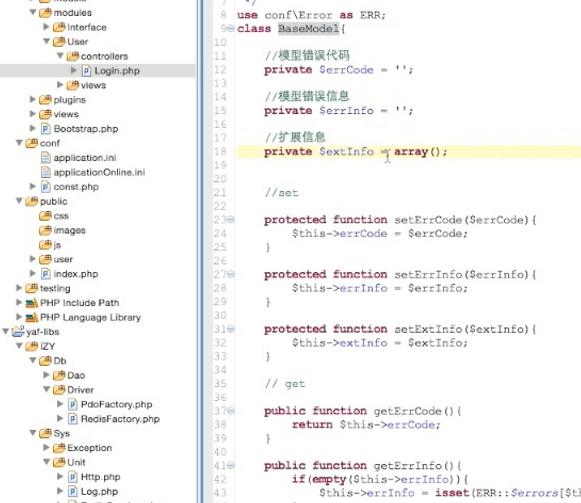 modules
Interface
User
controllers
Login.php
views
plugins
views
Bootstrap.php
conf
application.ini
applicationOnline.ini
const.php
public
css
images
js
user
index.php
testing
PHP Include Path
PHP Language Library
yaf-libs
IZY
Db
Dao
Driver
PdoFactory.php
RedisFactory.php
Sys
Exception
Unit
Http.php
Log.php
7 */
8 use conf\Error as ERR;
9 class BaseModel{
10
11 //模型错误代码
12 private $errCode = '';
13
14 //模型错误信息
15 private $errInfo = '';
16
17 //扩展信息
18 private $extInfo = array();
19
20
21 //set
22
23 protected function setErrCode($errCode){
24 $this->errCode = $errCode;
25 }
26
27 protected function setErrInfo($errInfo){
28 $this->errInfo = $errInfo;
29 }
30
31 protected function setExtInfo($extInfo){
32 $this->extInfo = $extInfo;
33 }
34
35 // get
36
37 public function getErrCode(){
38 return $this->errCode;
39 }
40
41 public function getErrInfo(){
42 if(empty($this->errInfo)){
43 $this->errInfo = isset(ERR::$errors[$th